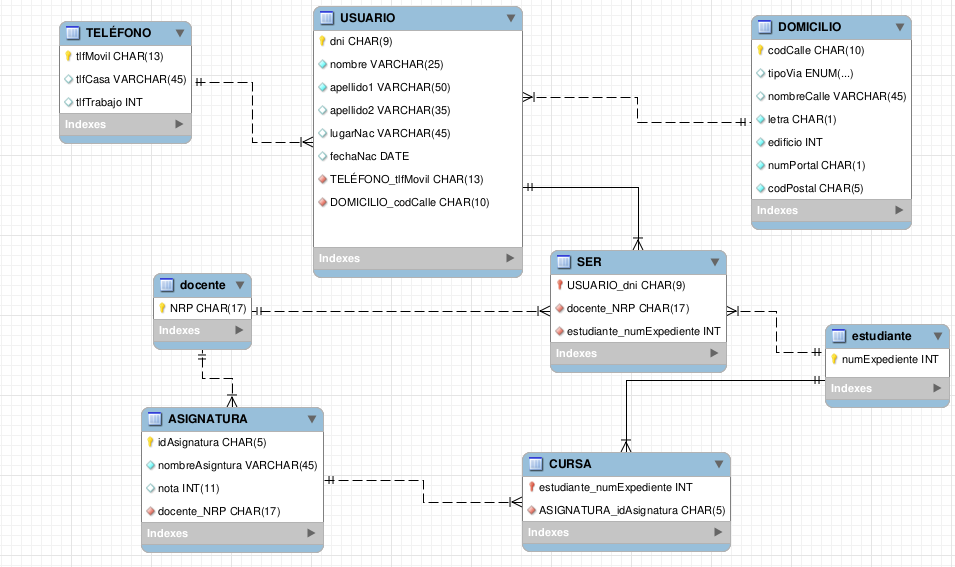 TELÉFONO
tlfMovil CHAR(13)
tlfCasa VARCHAR(45)
tlfTrabajo INT
Indexes
USUARIO
dni CHAR(9)
nombre VARCHAR(25)
apellido1 VARCHAR(50)
apellido2 VARCHAR(35)
lugarNac VARCHAR(45)
fechaNac DATE
TELÉFONO_tlfMovil CHAR(13)
DOMICILIO_codCalle CHAR(10)
Indexes
DOMICILIO
codCalle CHAR(10)
tipoVia ENUM(...)
nombreCalle VARCHAR(45)
letra CHAR(1)
edificio INT
numPortal CHAR(1)
codPostal CHAR(5)
Indexes
docente
NRP CHAR(17)
Indexes
SER
USUARIO_dni CHAR(9)
docente_NRP CHAR(17)
estudiante_numExpediente INT
Indexes
estudiante
numExpediente INT
Indexes
ASIGNATURA
idAsignatura CHAR(5)
nombreAsigntura VARCHAR(45)
nota INT(11)
docente_NRP CHAR(17)
Indexes
CURSA
estudiante_numExpediente INT
ASIGNATURA_idAsignatura CHAR(5)
Indexes